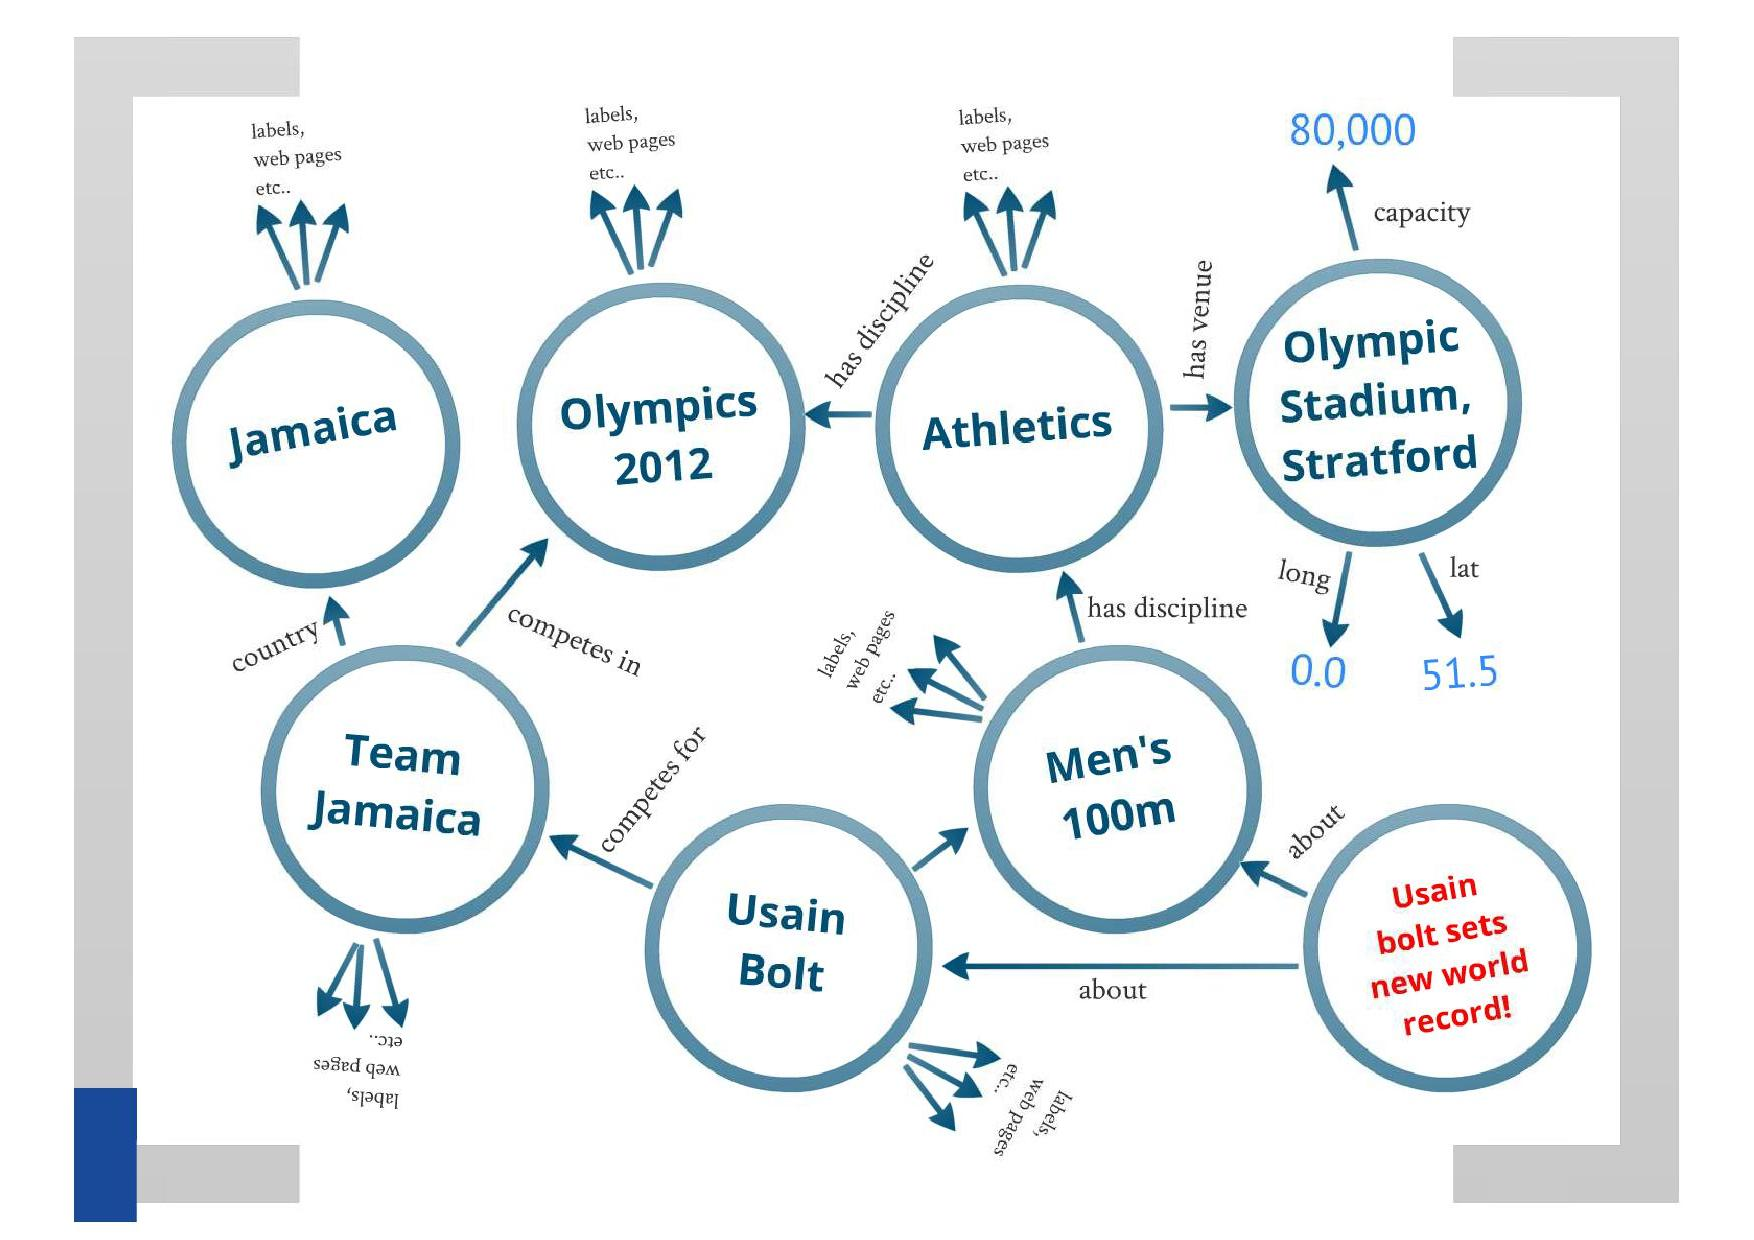 labels,
web pages
etc..
labels,
web pages
etc..
labels,
web pages
etc..
80,000
capacity
has discipline
has venue
Jamaica
Olympics
2012
Athletics
Olympic
Stadium,
Stratford
country
competes in
labels,
web pages
etc..
has discipline
long
lat
0.0
51.5
Team
Jamaica
competes for
Men's
100m
about
Usain
Bolt
about
Usain
bolt sets
new world
record!
labels,
web pages
etc..
labels,
web pages
etc..